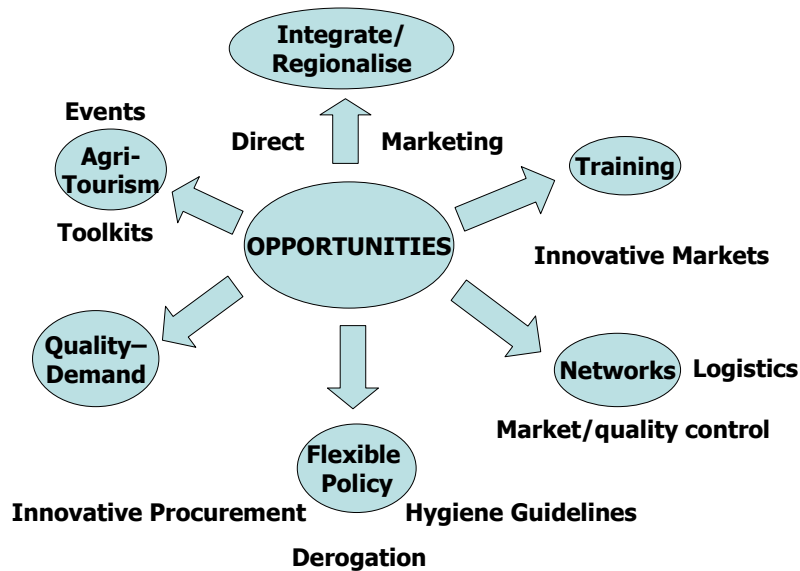 Integrate/
Regionalise
Events
Direct Marketing
Agri-
Tourism
Training
Toolkits
OPPORTUNITIES
Innovative Markets
Quality–
Demand
Networks Logistics
Market/quality control
Flexible
Policy
Innovative Procurement Hygiene Guidelines
Derogation